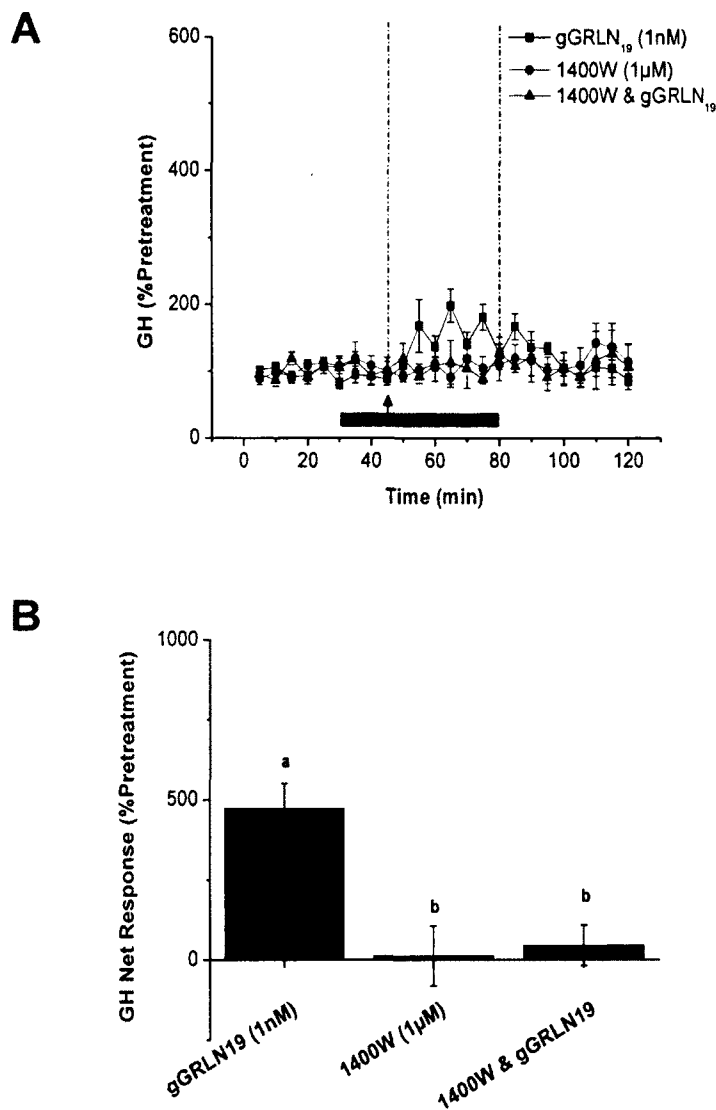 A
gGRLN₁₉ (1nM)
1400W (1µM)
1400W & gGRLN₁₉
GH (%Pretreatment)
600
400
200
0
0 20 40 60 80 100 120
Time (min)
B
GH Net Response (%Pretreatment)
1000
500
0
a
b
b
gGRLN19 (1nM)
1400W (1µM)
1400W & gGRLN19